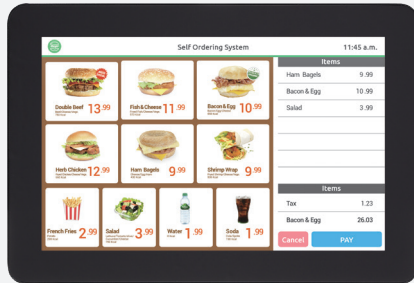 Self Ordering System
11:45 a.m.
Double Beef 13.99
Fish & Cheese 11.99
Bacon & Egg 10.99
Herb Chicken 12.99
Ham Bagels 9.99
Shrimp Wrap 9.99
French Fries 2.99
Salad 3.99
Water 1.99
Soda 1.99
Items
Ham Bagels 9.99
Bacon & Egg 10.99
Salad 3.99
Items
Tax 1.23
Bacon & Egg 26.03
Cancel
PAY